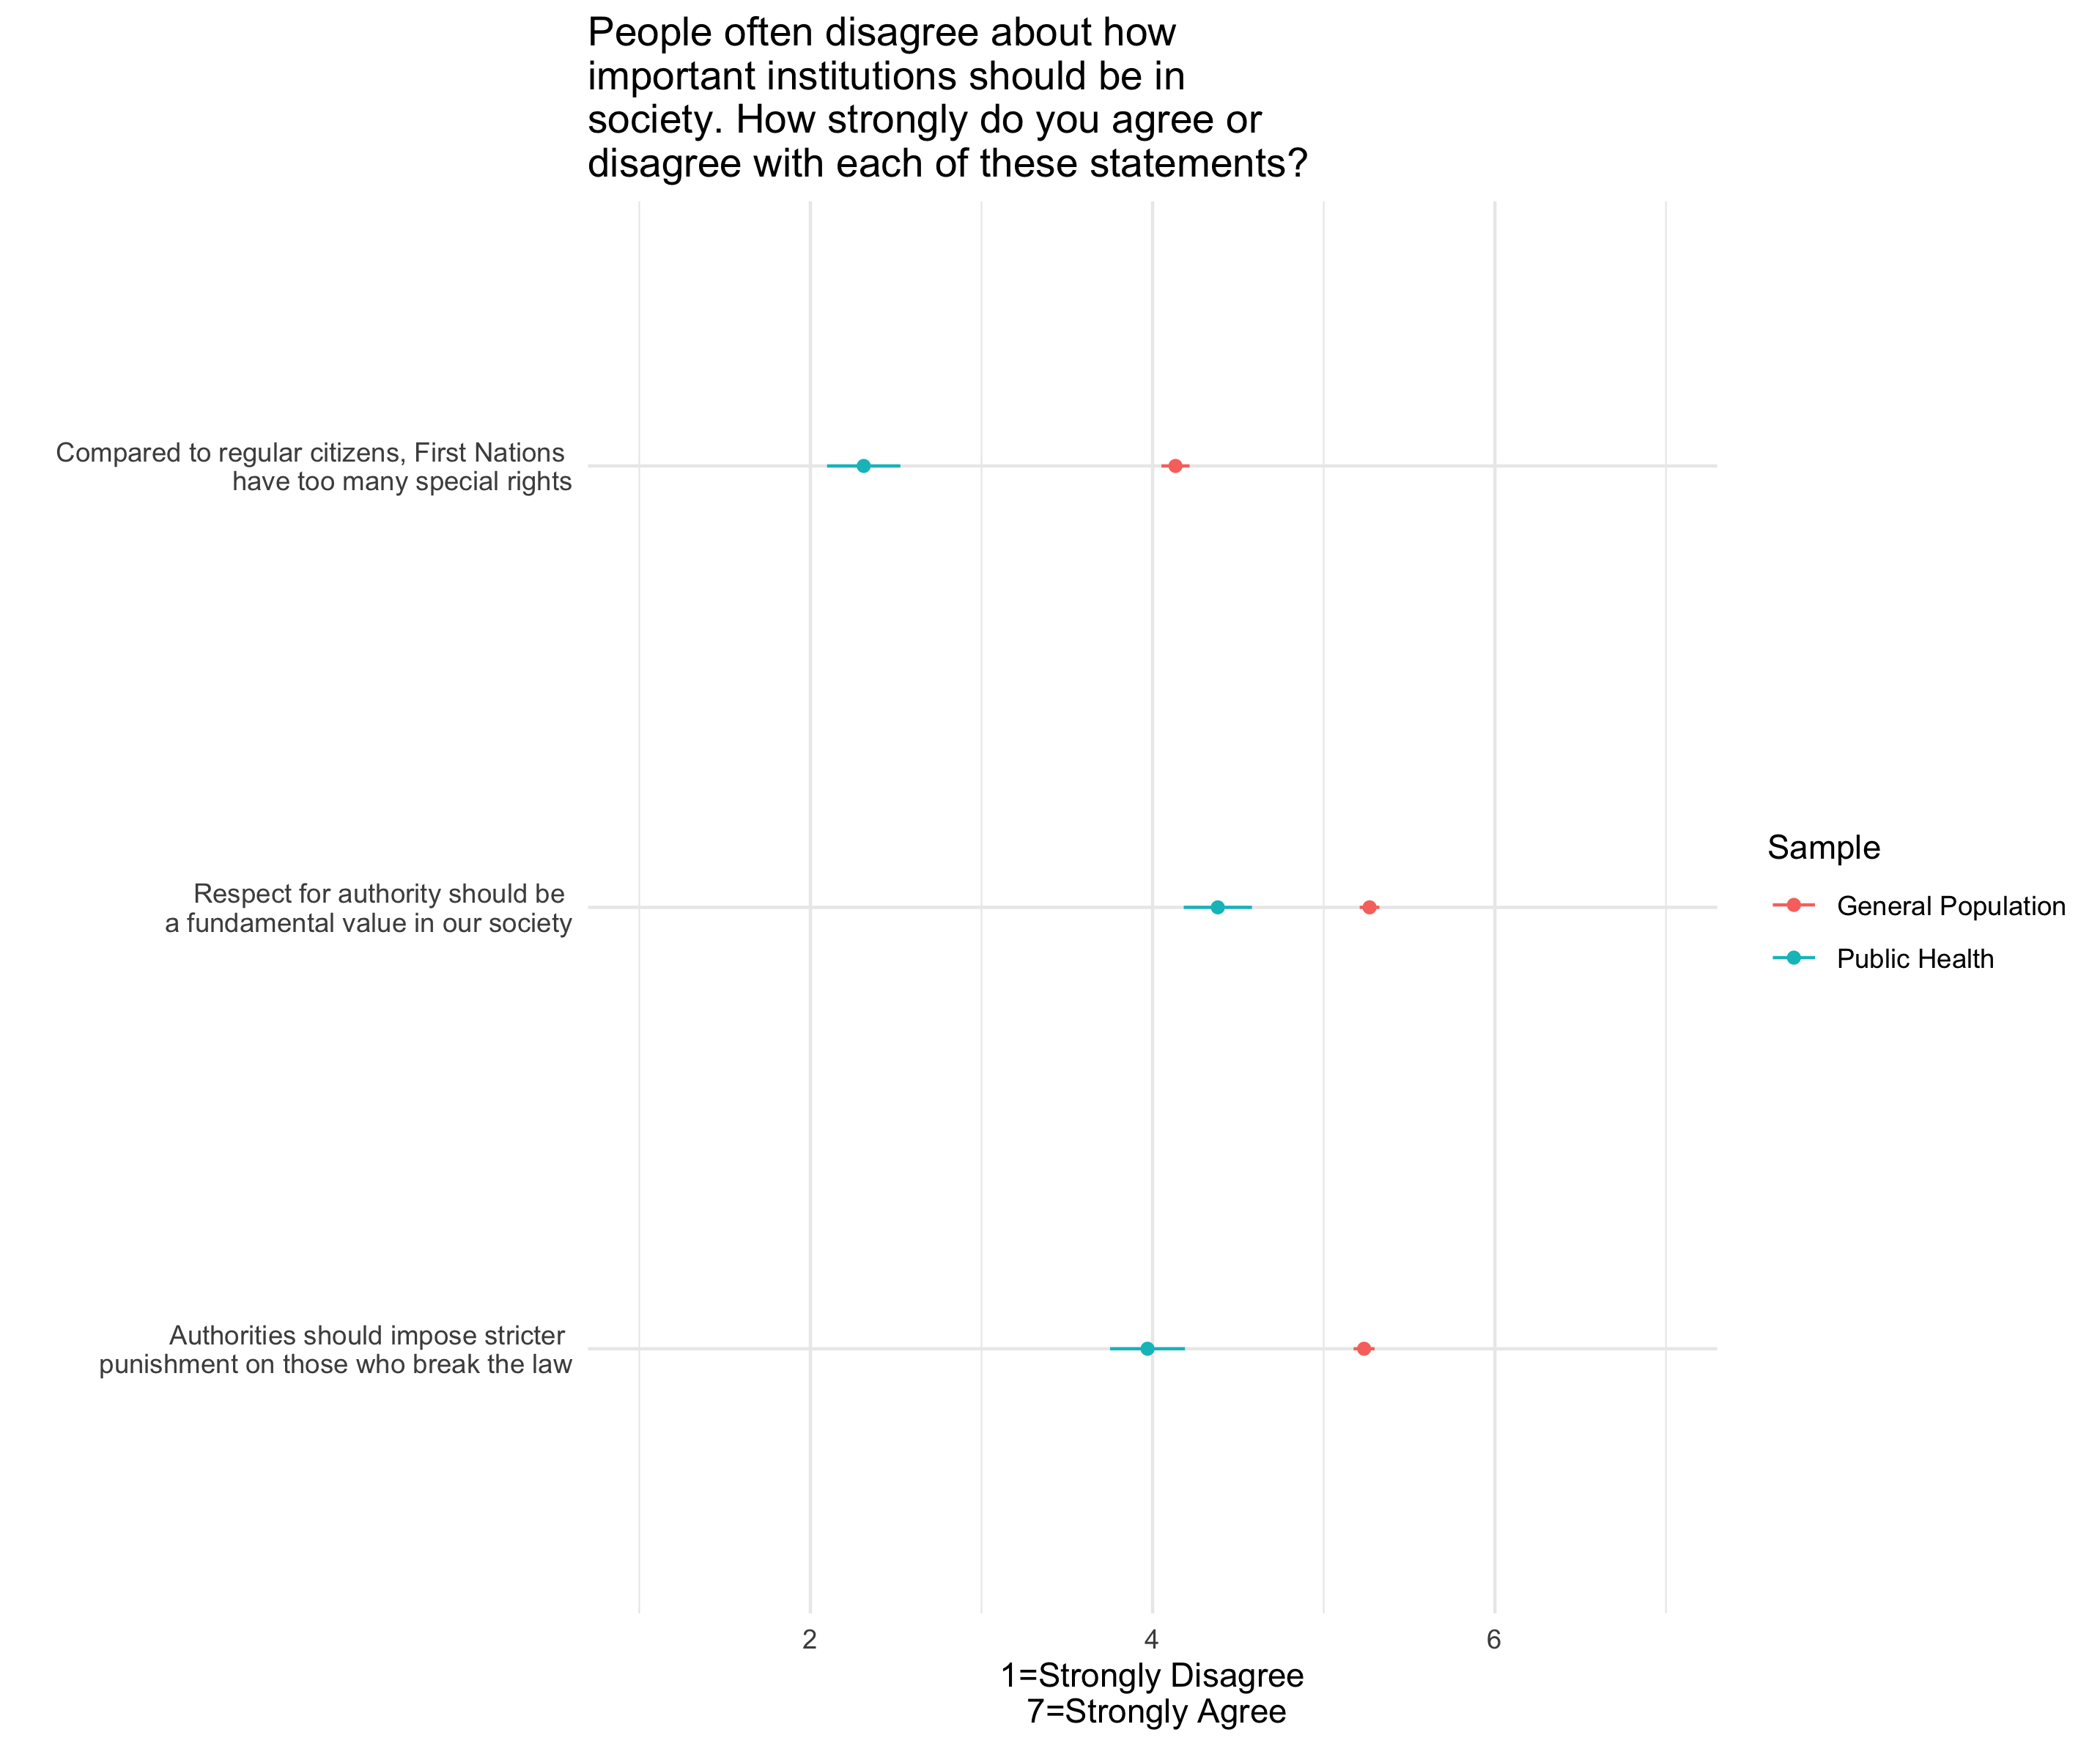 People often disagree about how
important institutions should be in
society. How strongly do you agree or
disagree with each of these statements?
Compared to regular citizens, First Nations
have too many special rights
Respect for authority should be
a fundamental value in our society
Authorities should impose stricter
punishment on those who break the law
Sample
General Population
Public Health
2 4 6
1=Strongly Disagree
7=Strongly Agree